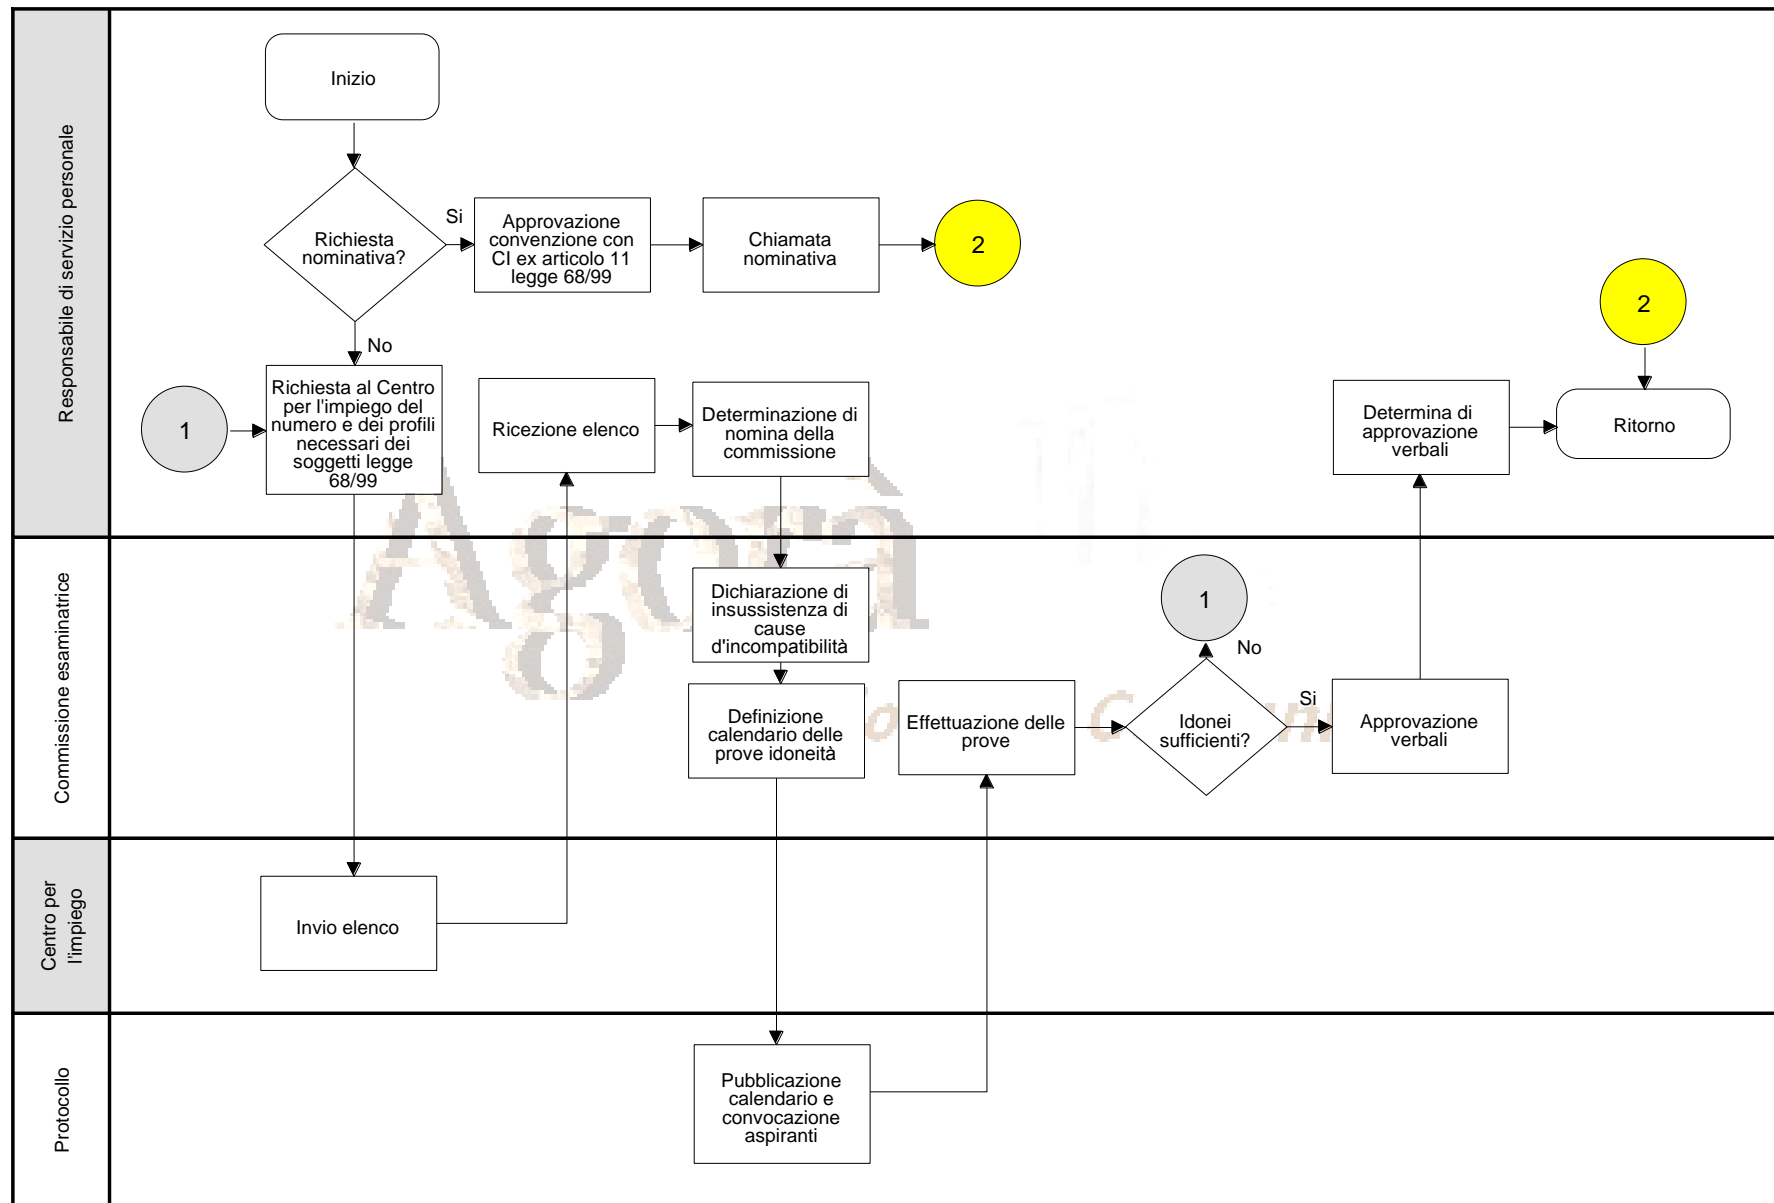 Responsabile di servizio personale
Inizio
Richiesta
nominativa?
Si
Approvazione
convenzione con
CI ex articolo 11
legge 68/99
Chiamata
nominativa
2
No
1
Richiesta al Centro
per l'impiego del
numero e dei profili
necessari dei
soggetti legge
68/99
Ricezione elenco
Determinazione di
nomina della
commissione
Determina di
approvazione
verbali
2
Ritorno
Agorà
Commissione esaminatrice
Dichiarazione di
insussistenza di
cause
d'incompatibilità
Definizione
calendario delle
prove idoneità
Effettuazione delle
prove
1
No
Idonei
sufficienti?
Si
Approvazione
verbali
Centro per
l'impiego
Invio elenco
Protocollo
Pubblicazione
calendario e
convocazione
aspiranti